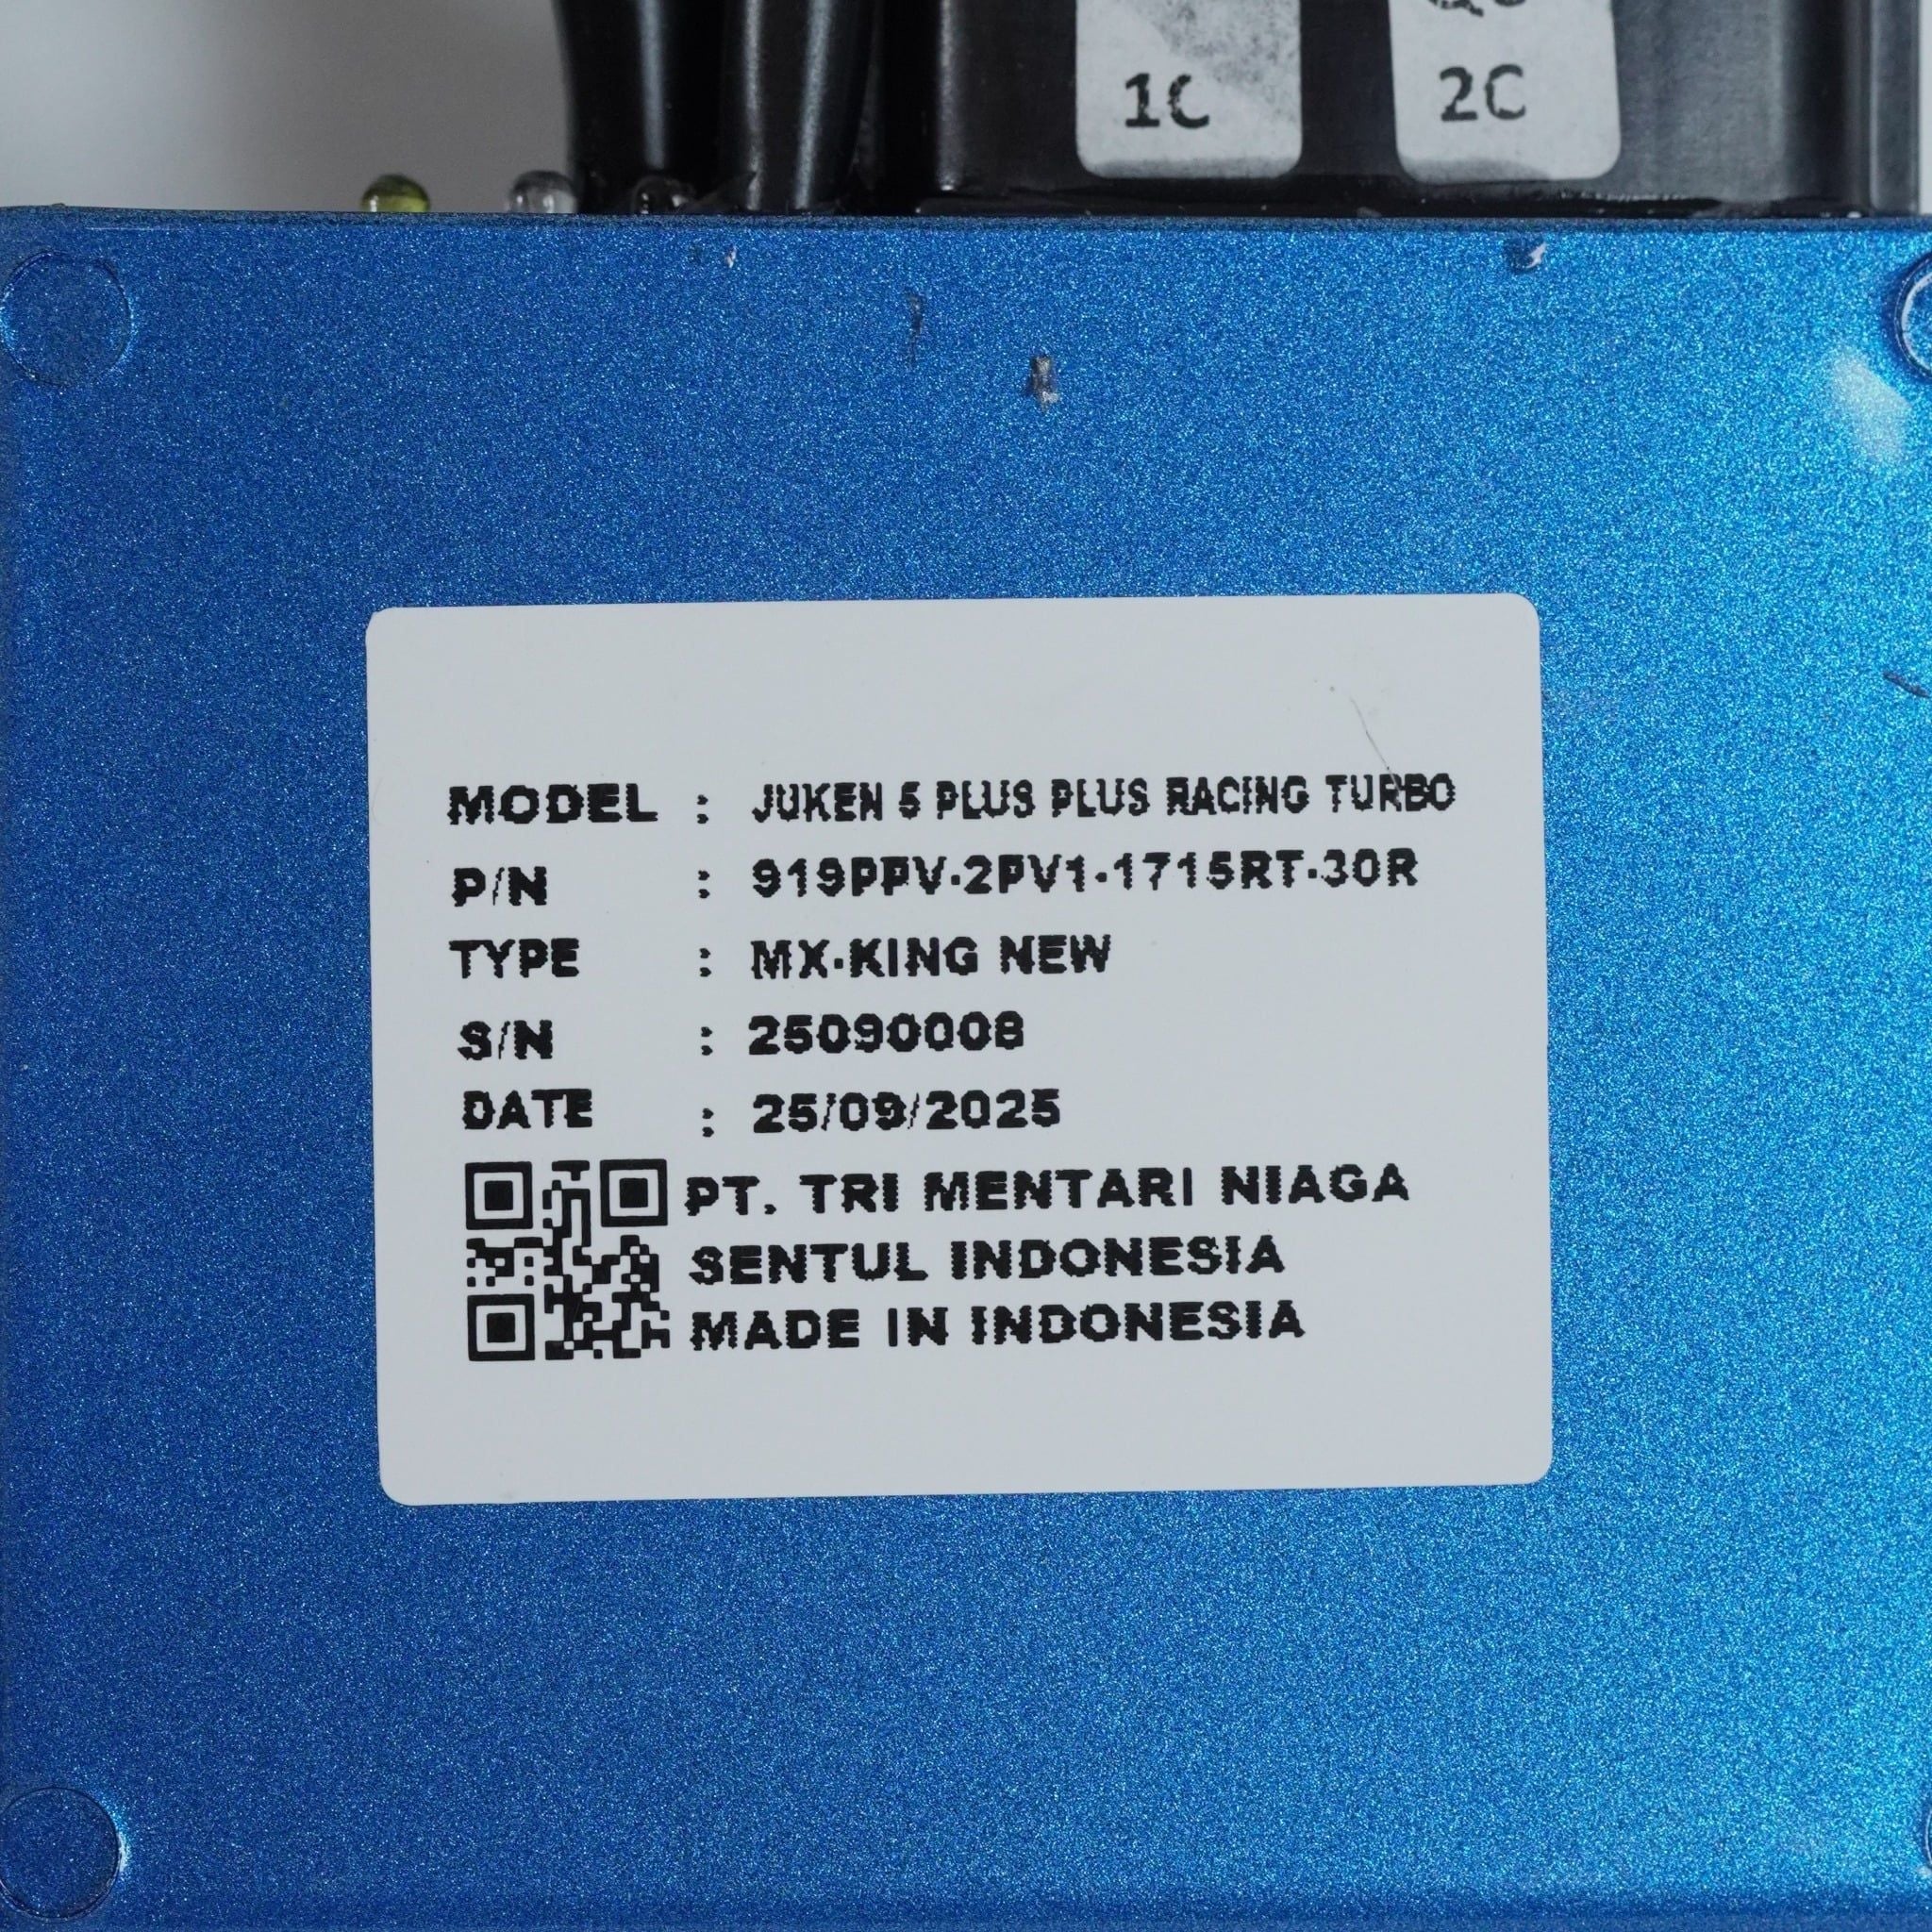 1C
2C
MODEL : JUKEN 5 PLUS PLUS RACING TURBO
P/N : 919PPV-2PV1-1715RT-30R
TYPE : MX-KING NEW
S/N : 25090008
DATE : 25/09/2025
PT. TRI MENTARI NIAGA
SENTUL INDONESIA
MADE IN INDONESIA